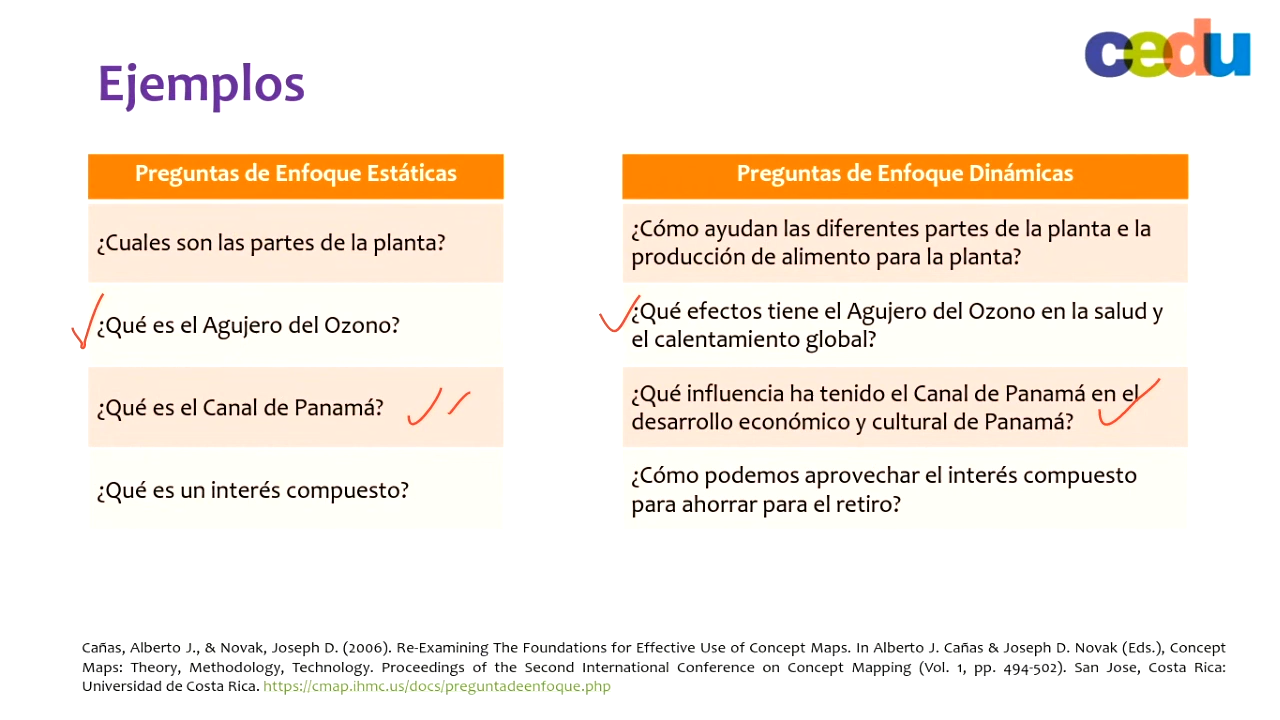 cedu
Ejemplos
Preguntas de Enfoque Estáticas
¿Cuales son las partes de la planta?
¿Qué es el Agujero del Ozono?
¿Qué es el Canal de Panamá?
¿Qué es un interés compuesto?
Preguntas de Enfoque Dinámicas
¿Cómo ayudan las diferentes partes de la planta e la
producción de alimento para la planta?
¿Qué efectos tiene el Agujero del Ozono en la salud y
el calentamiento global?
¿Qué influencia ha tenido el Canal de Panamá en el
desarrollo económico y cultural de Panamá?
¿Cómo podemos aprovechar el interés compuesto
para ahorrar para el retiro?
Cañas, Alberto J., & Novak, Joseph D. (2006). Re-Examining The Foundations for Effective Use of Concept Maps. In Alberto J. Cañas & Joseph D. Novak (Eds.), Concept
Maps: Theory, Methodology, Technology. Proceedings of the Second International Conference on Concept Mapping (Vol. 1, pp. 494-502). San Jose, Costa Rica:
Universidad de Costa Rica. https://cmap.ihmc.us/docs/preguntadeenfoque.php